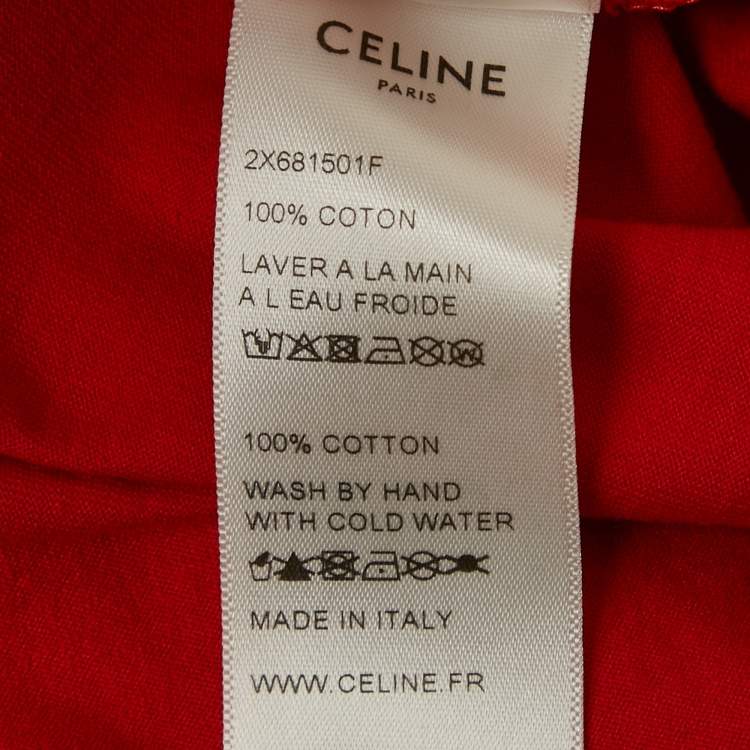 CELINE
PARIS
2X681501F
100% COTON
LAVER A LA MAIN
A L EAU FROIDE
100% COTTON
WASH BY HAND
WITH COLD WATER
MADE IN ITALY
WWW.CELINE.FR